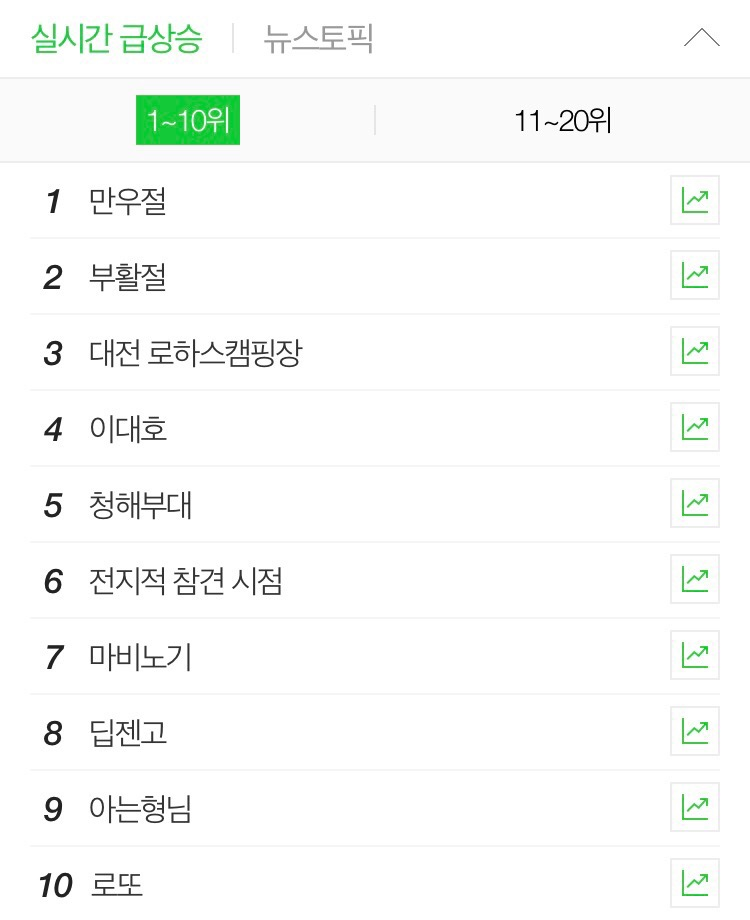 실시간 급상승 뉴스토픽
1~10위 11~20위
1 만우절
2 부활절
3 대전 로하스캠핑장
4 이대호
5 청해부대
6 전지적 참견 시점
7 마비노기
8 딥젠고
9 아는형님
10 로또